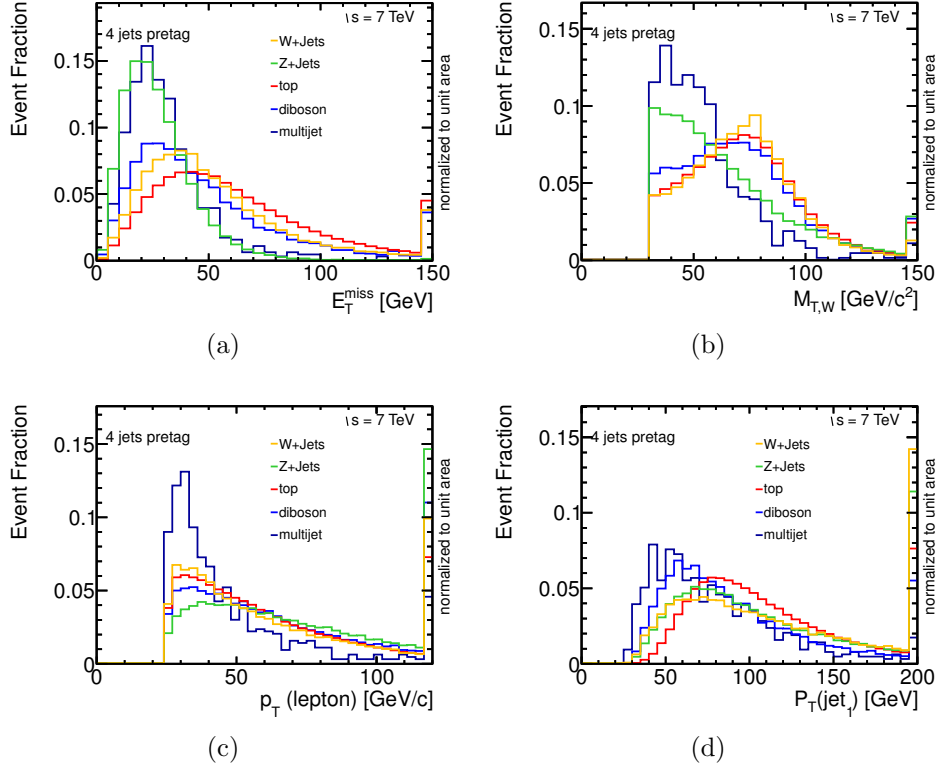 √s = 7 TeV
4 jets pretag
W+Jets
Z+Jets
top
diboson
multijet
Event Fraction
normalized to unit area
0.15
0.1
0.05
0
0 50 100 150
E_T^miss [GeV]
(a)
√s = 7 TeV
4 jets pretag
W+Jets
Z+Jets
top
diboson
multijet
Event Fraction
normalized to unit area
0.15
0.1
0.05
0
0 50 100 150
M_T,W [GeV/c²]
(b)
√s = 7 TeV
4 jets pretag
W+Jets
Z+Jets
top
diboson
multijet
Event Fraction
normalized to unit area
0.15
0.1
0.05
0
50 100
p_T (lepton) [GeV/c]
(c)
√s = 7 TeV
4 jets pretag
W+Jets
Z+Jets
top
diboson
multijet
Event Fraction
normalized to unit area
0.15
0.1
0.05
0
0 50 100 150 200
P_T(jet_1) [GeV]
(d)